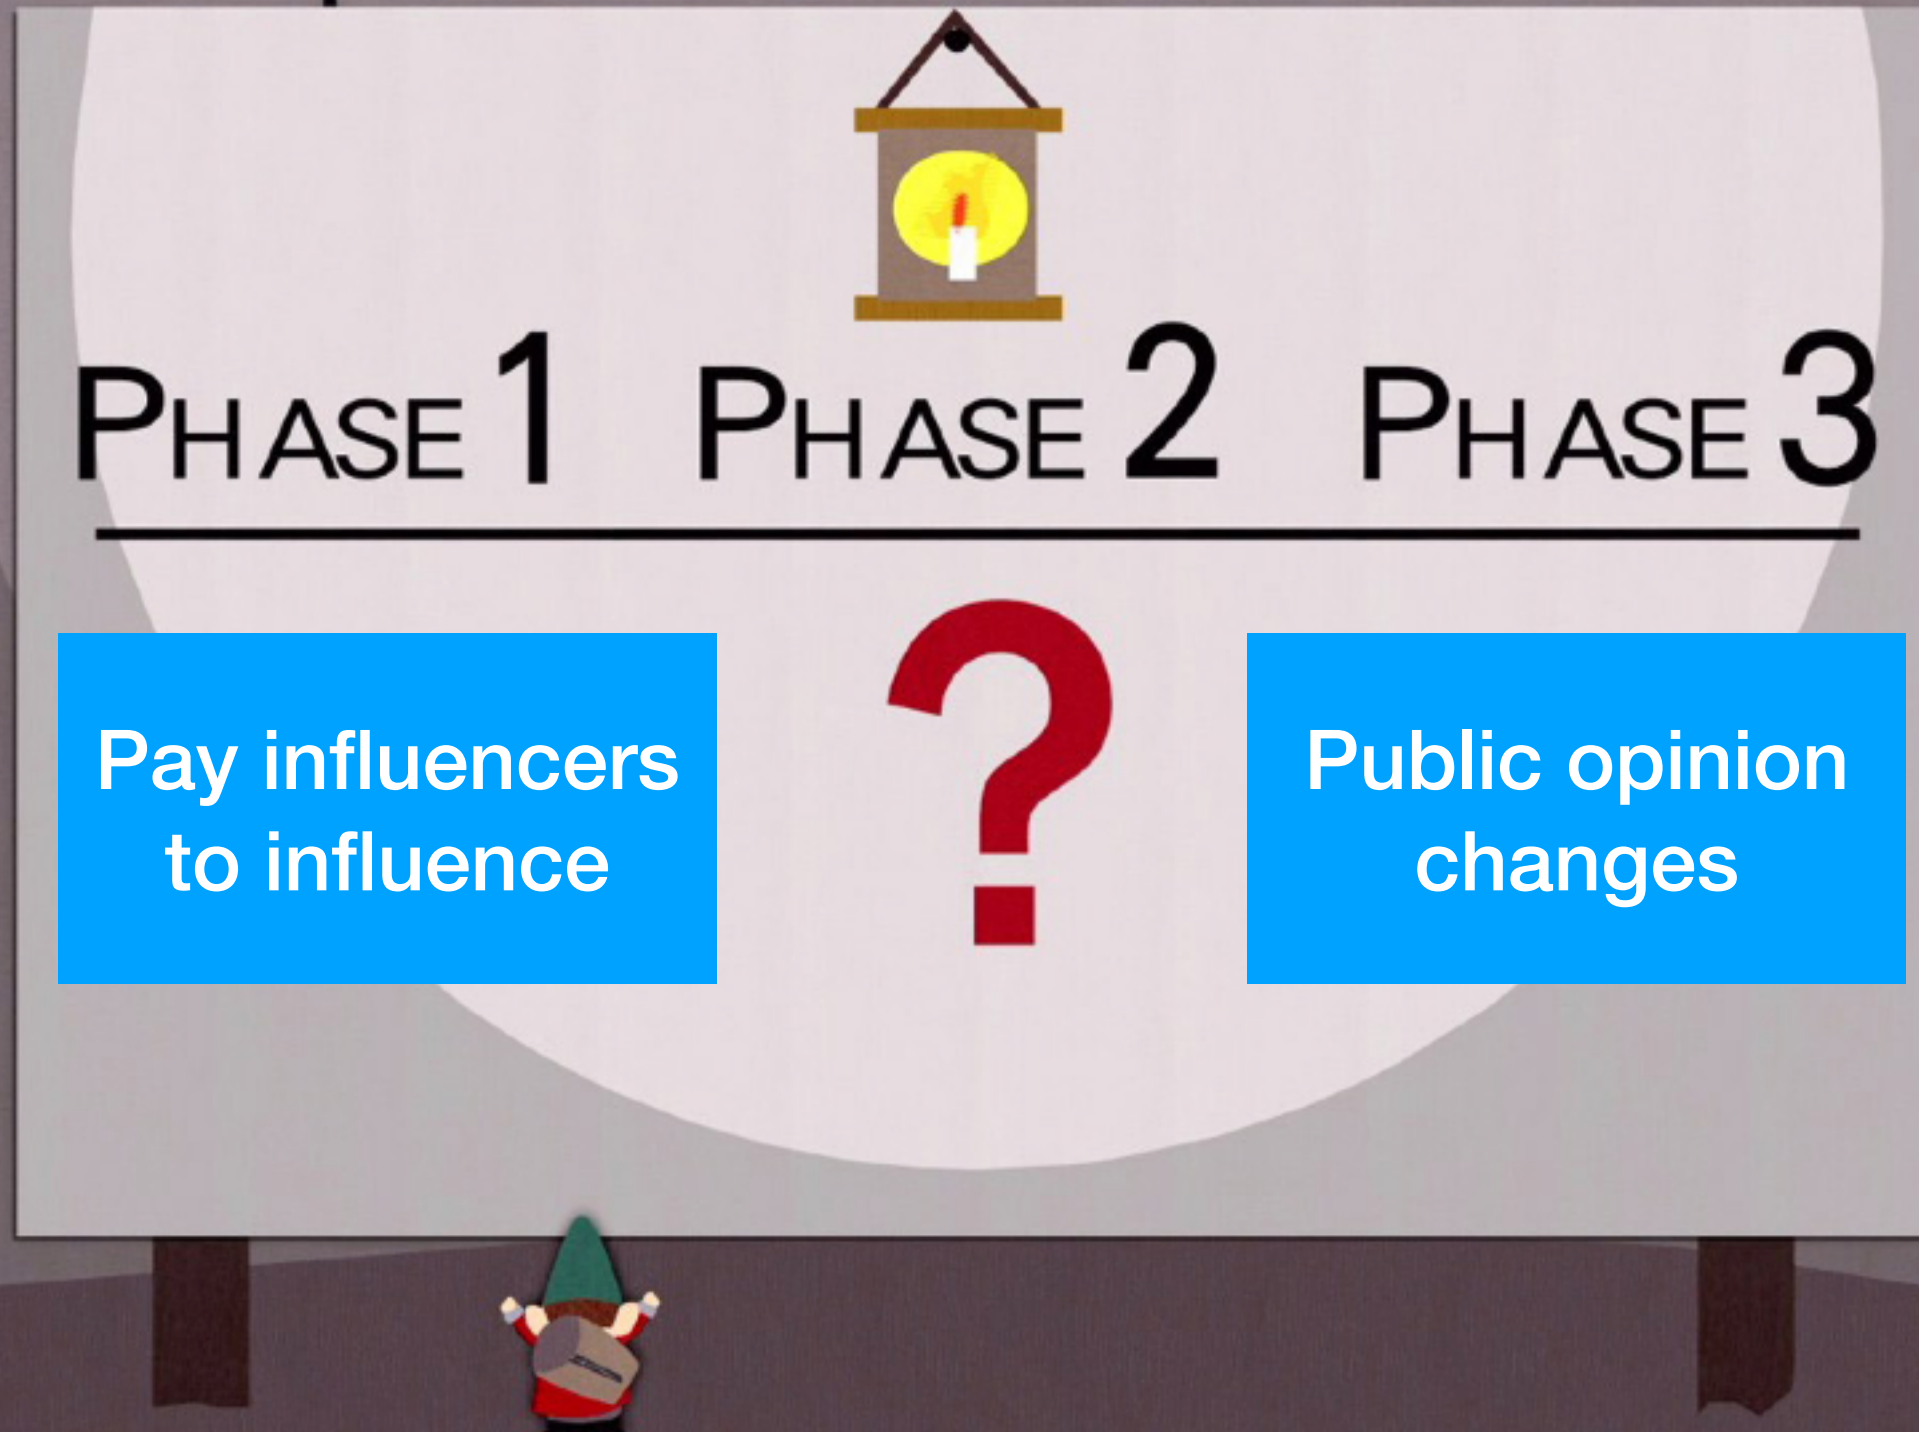 PHASE 1 PHASE 2 PHASE 3
?
Pay influencers
to influence
Public opinion
changes